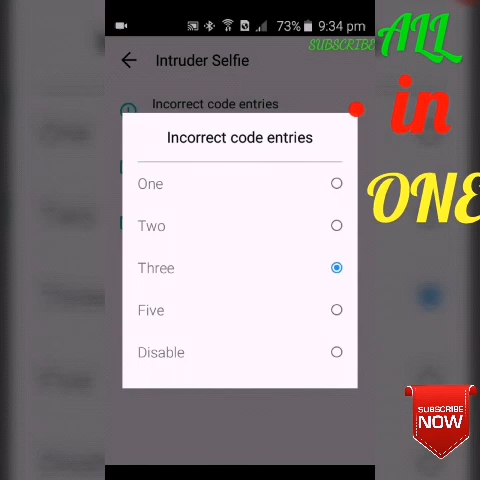 73% 9:34 pm
SUBSCRIBE
ALL
in
ONE
Intruder Selfie
Incorrect code entries
Incorrect code entries
One
Two
Three
Five
Disable
SUBSCRIBE
NOW